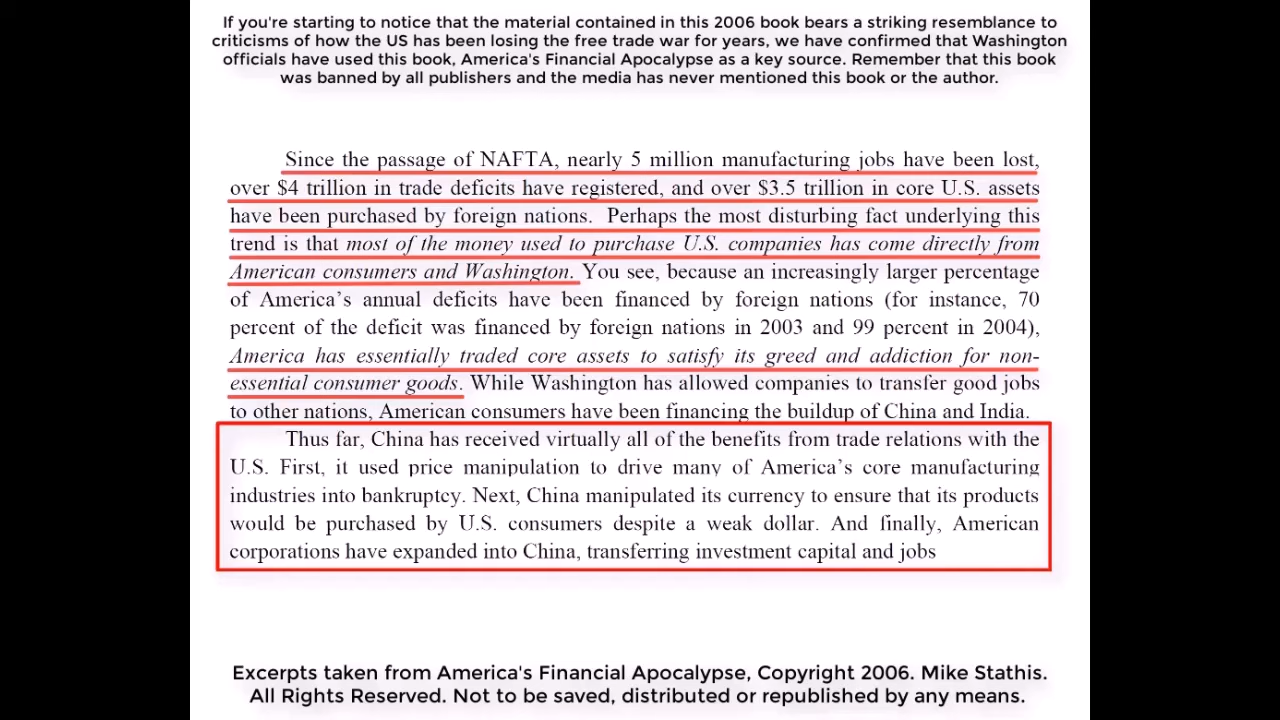 If you're starting to notice that the material contained in this 2006 book bears a striking resemblance to
criticisms of how the US has been losing the free trade war for years, we have confirmed that Washington
officials have used this book, America's Financial Apocalypse as a key source. Remember that this book
was banned by all publishers and the media has never mentioned this book or the author.
Since the passage of NAFTA, nearly 5 million manufacturing jobs have been lost,
over $4 trillion in trade deficits have registered, and over $3.5 trillion in core U.S. assets
have been purchased by foreign nations. Perhaps the most disturbing fact underlying this
trend is that most of the money used to purchase U.S. companies has come directly from
American consumers and Washington. You see, because an increasingly larger percentage
of America's annual deficits have been financed by foreign nations (for instance, 70
percent of the deficit was financed by foreign nations in 2003 and 99 percent in 2004),
America has essentially traded core assets to satisfy its greed and addiction for non-
essential consumer goods. While Washington has allowed companies to transfer good jobs
to other nations, American consumers have been financing the buildup of China and India.
Thus far, China has received virtually all of the benefits from trade relations with the
U.S. First, it used price manipulation to drive many of America's core manufacturing
industries into bankruptcy. Next, China manipulated its currency to ensure that its products
would be purchased by U.S. consumers despite a weak dollar. And finally, American
corporations have expanded into China, transferring investment capital and jobs
Excerpts taken from America's Financial Apocalypse, Copyright 2006. Mike Stathis.
All Rights Reserved. Not to be saved, distributed or republished by any means.